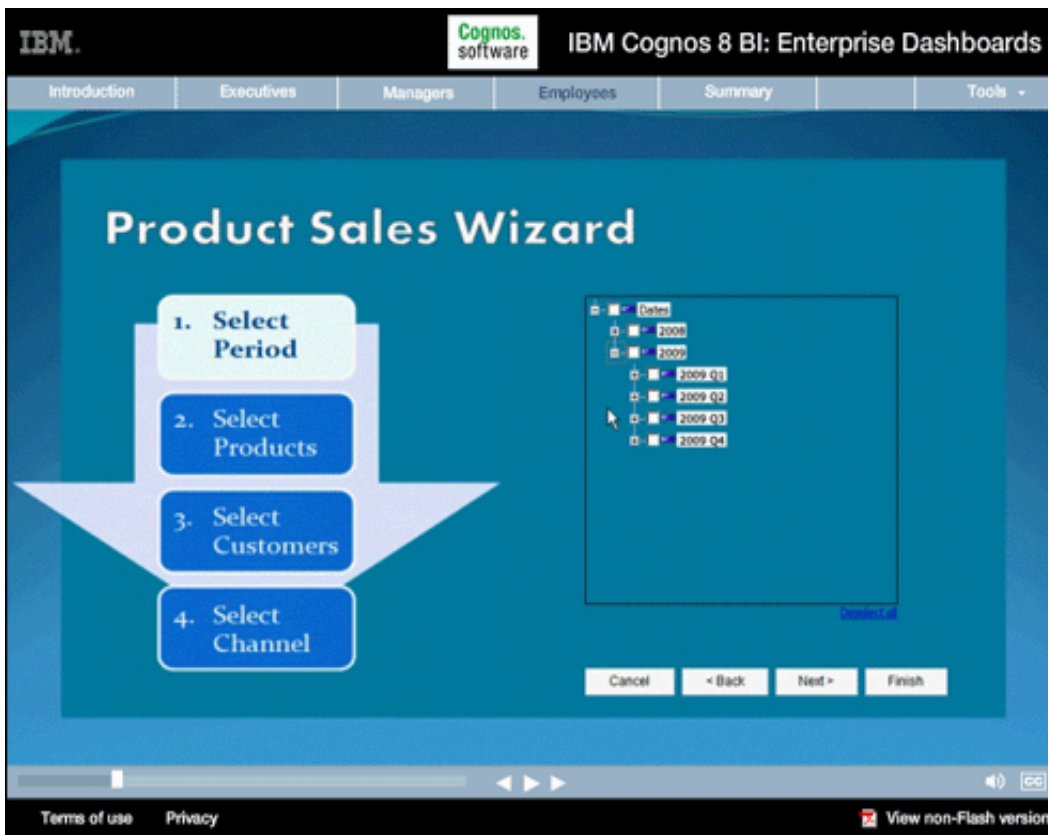 IBM.
Cognos.
software
IBM Cognos 8 BI: Enterprise Dashboards
Introduction
Executives
Managers
Employees
Summary
Tools
Product Sales Wizard
1. Select
Period
2. Select
Products
3. Select
Customers
4. Select
Channel
Dates
2008
2009
2009 Q1
2009 Q2
2009 Q3
2009 Q4
Deselect all
Cancel
< Back
Next >
Finish
CC
Terms of use
Privacy
View non-Flash version